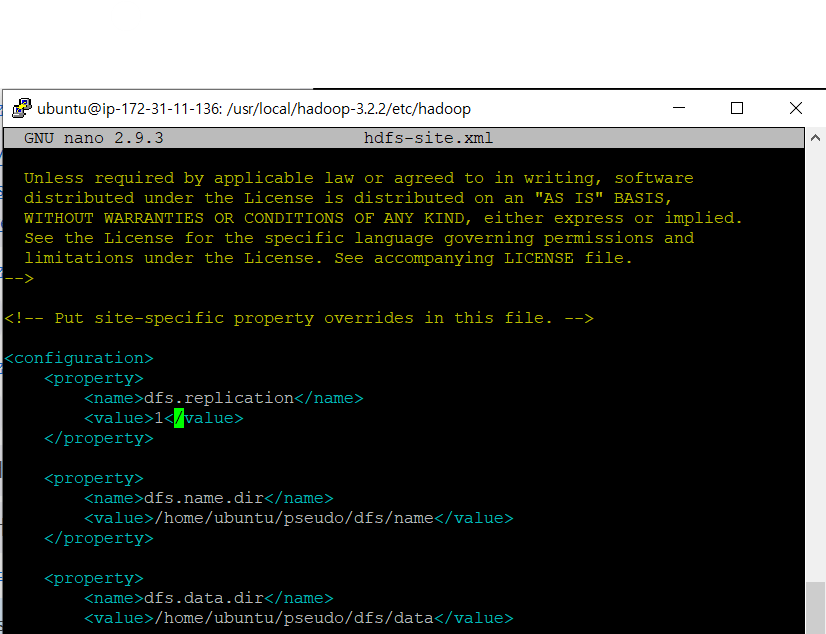 ubuntu@ip-172-31-11-136: /usr/local/hadoop-3.2.2/etc/hadoop
GNU nano 2.9.3 hdfs-site.xml
Unless required by applicable law or agreed to in writing, software
distributed under the License is distributed on an "AS IS" BASIS,
WITHOUT WARRANTIES OR CONDITIONS OF ANY KIND, either express or implied.
See the License for the specific language governing permissions and
limitations under the License. See accompanying LICENSE file.
-->
<!-- Put site-specific property overrides in this file. -->
<configuration>
<property>
<name>dfs.replication</name>
<value>1</value>
</property>
<property>
<name>dfs.name.dir</name>
<value>/home/ubuntu/pseudo/dfs/name</value>
</property>
<property>
<name>dfs.data.dir</name>
<value>/home/ubuntu/pseudo/dfs/data</value>